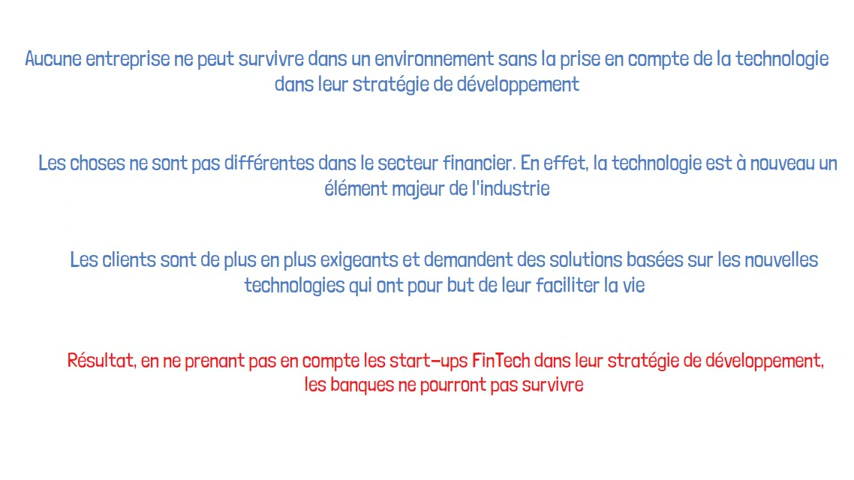 Aucune entreprise ne peut survivre dans un environnement sans la prise en compte de la technologie
dans leur stratégie de développement
Les choses ne sont pas différentes dans le secteur financier. En effet, la technologie est à nouveau un
élément majeur de l'industrie
Les clients sont de plus en plus exigeants et demandent des solutions basées sur les nouvelles
technologies qui ont pour but de leur faciliter la vie
Résultat, en ne prenant pas en compte les start-ups FinTech dans leur stratégie de développement,
les banques ne pourront pas survivre